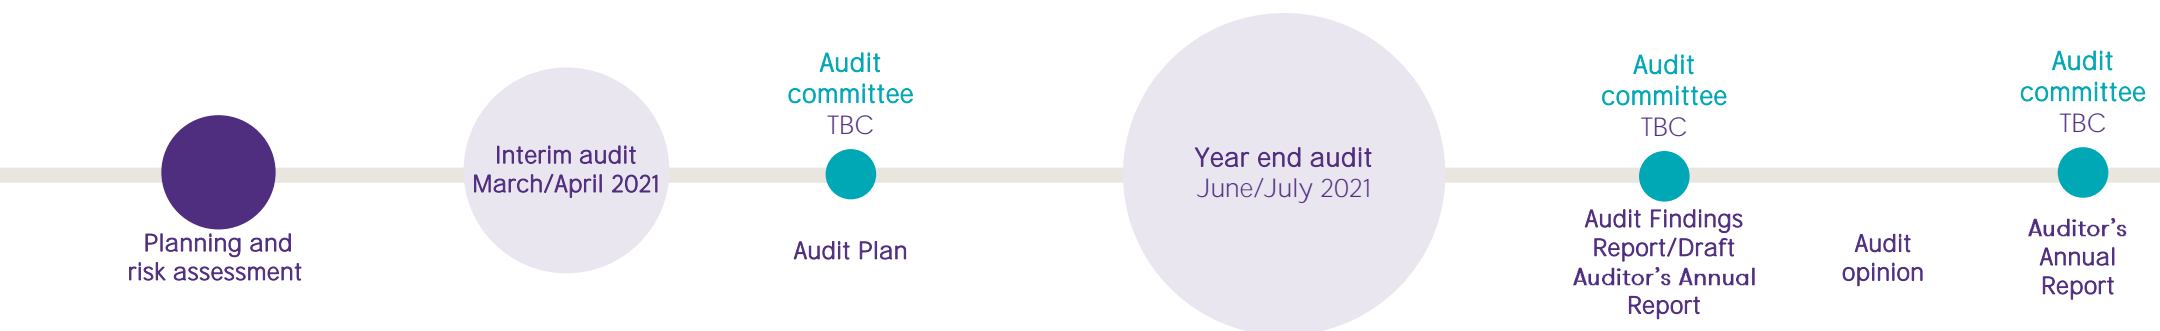 Planning and
risk assessment
Interim audit
March/April 2021
Audit
committee
TBC
Audit Plan
Year end audit
June/July 2021
Audit
committee
TBC
Audit Findings
Report/Draft
Auditor's Annual
Report
Audit
opinion
Audit
committee
TBC
Auditor's
Annual
Report